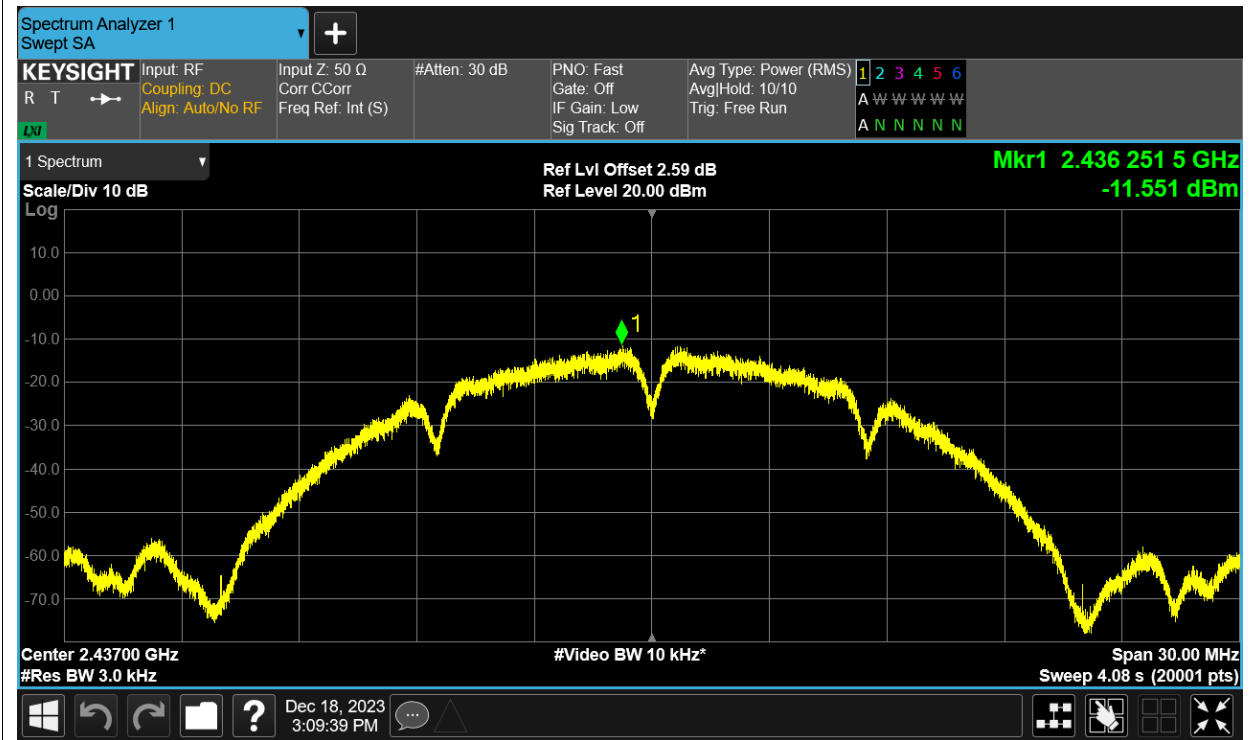 Spectrum Analyzer 1
Swept SA
KEYSIGHT
R T
LXI
Input: RF
Coupling: DC
Align: Auto/No RF
Input Z: 50 Ω
Corr CCorr
Freq Ref: Int (S)
#Atten: 30 dB
PNO: Fast
Gate: Off
IF Gain: Low
Sig Track: Off
Avg Type: Power (RMS)
Avg|Hold: 10/10
Trig: Free Run
1 2 3 4 5 6
A W W W W W
A N N N N N
1 Spectrum
Scale/Div 10 dB
Log
Ref Lvl Offset 2.59 dB
Ref Level 20.00 dBm
Mkr1 2.436 251 5 GHz
-11.551 dBm
10.0
0.00
1
-10.0
-20.0
-30.0
-40.0
-50.0
-60.0
-70.0
Center 2.43700 GHz
#Video BW 10 kHz*
Span 30.00 MHz
#Res BW 3.0 kHz
Sweep 4.08 s (20001 pts)
?
Dec 18, 2023
3:09:39 PM